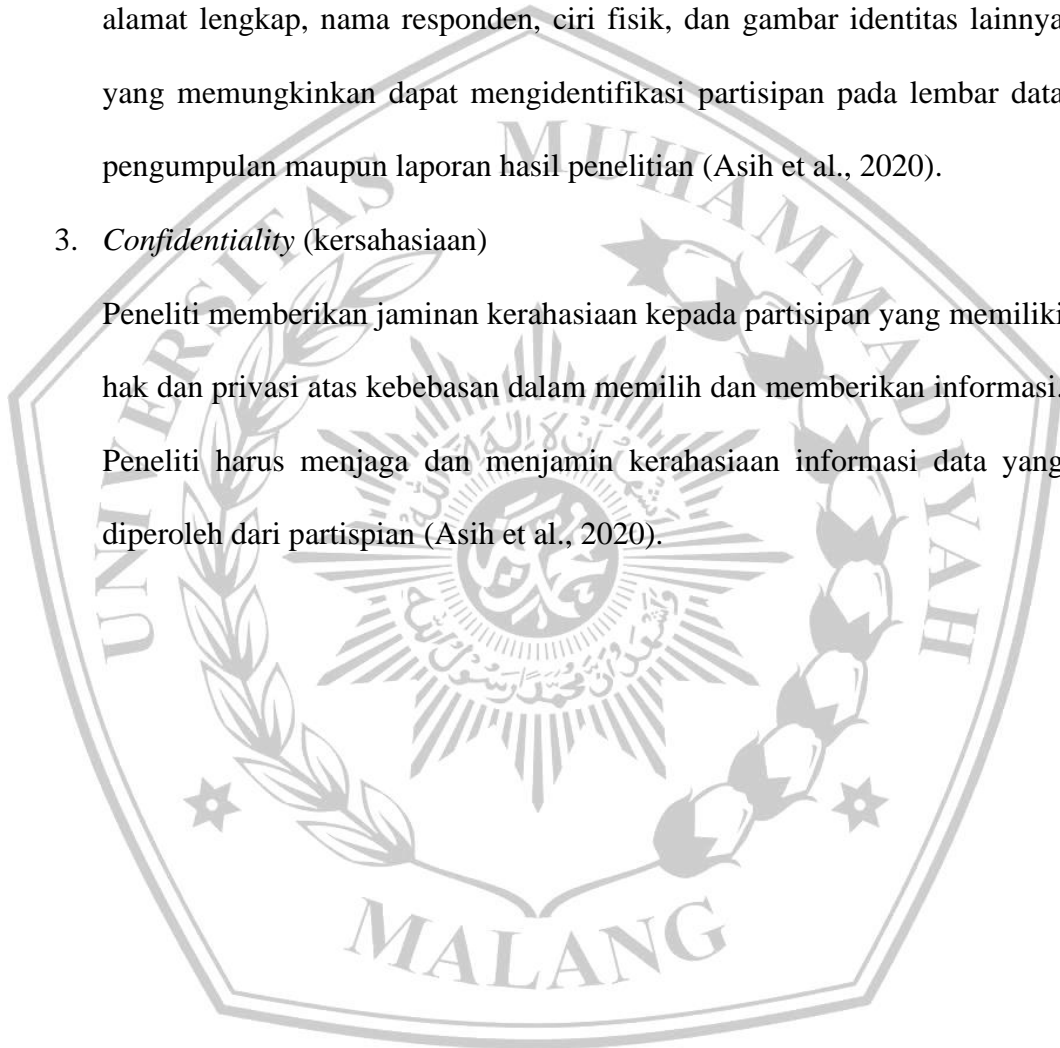 alamat lengkap, nama responden, ciri fisik, dan gambar identitas lainnya
yang memungkinkan dapat mengidentifikasi partisipan pada lembar data
pengumpulan maupun laporan hasil penelitian (Asih et al., 2020).
3. Confidentiality (kersahasiaan)
Peneliti memberikan jaminan kerahasiaan kepada partisipan yang memiliki
hak dan privasi atas kebebasan dalam memilih dan memberikan informasi.
Peneliti harus menjaga dan menjamin kerahasiaan informasi data yang
diperoleh dari partispian (Asih et al., 2020).
UNIVERSITAS MUHAMMADIYAH
MALANG